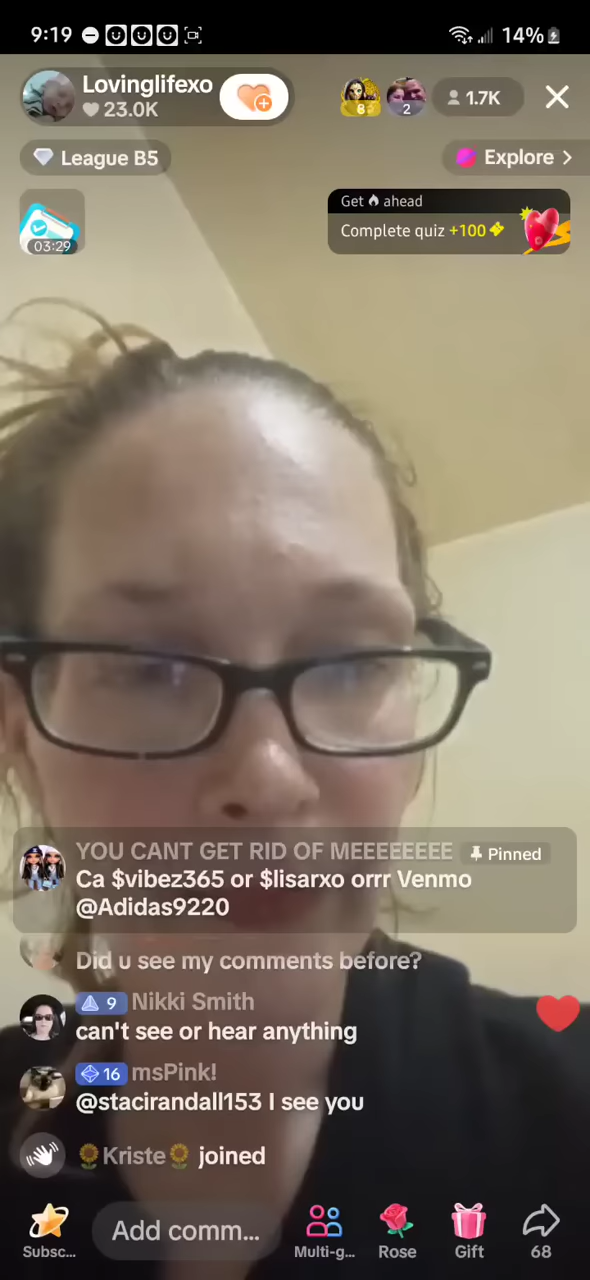 9:19
14%
Lovinglifexo
23.0K
2
1.7K
League B5
Explore >
Get ahead
03:29
Complete quiz +100
YOU CANT GET RID OF MEEEEEEEE
Pinned
Ca $vibez365 or $lisarxo orrr Venmo
@Adidas9220
Did u see my comments before?
9 Nikki Smith
can't see or hear anything
16 msPink!
@stacirandall153 I see you
🌻Kriste🌻 joined
Subsc...
Add comm...
Multi-g...
Rose
Gift
68